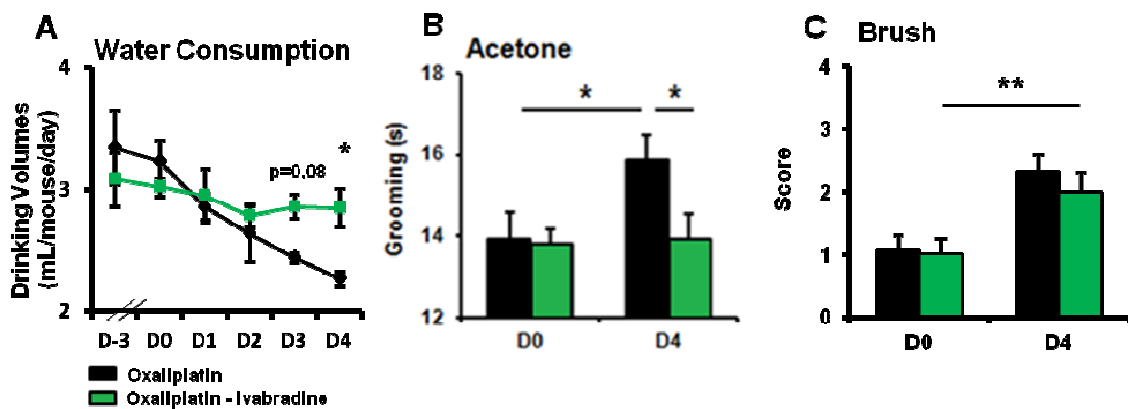 A
Water Consumption
Drinking Volumes
(mL/mouse/day)
4
3
2
p=0.08
*
D-3 D0 D1 D2 D3 D4
Oxaliplatin
Oxaliplatin - Ivabradine
B
Acetone
Grooming (s)
18
16
14
12
* *
D0 D4
C
Brush
Score
4
3
2
1
0
**
D0 D4